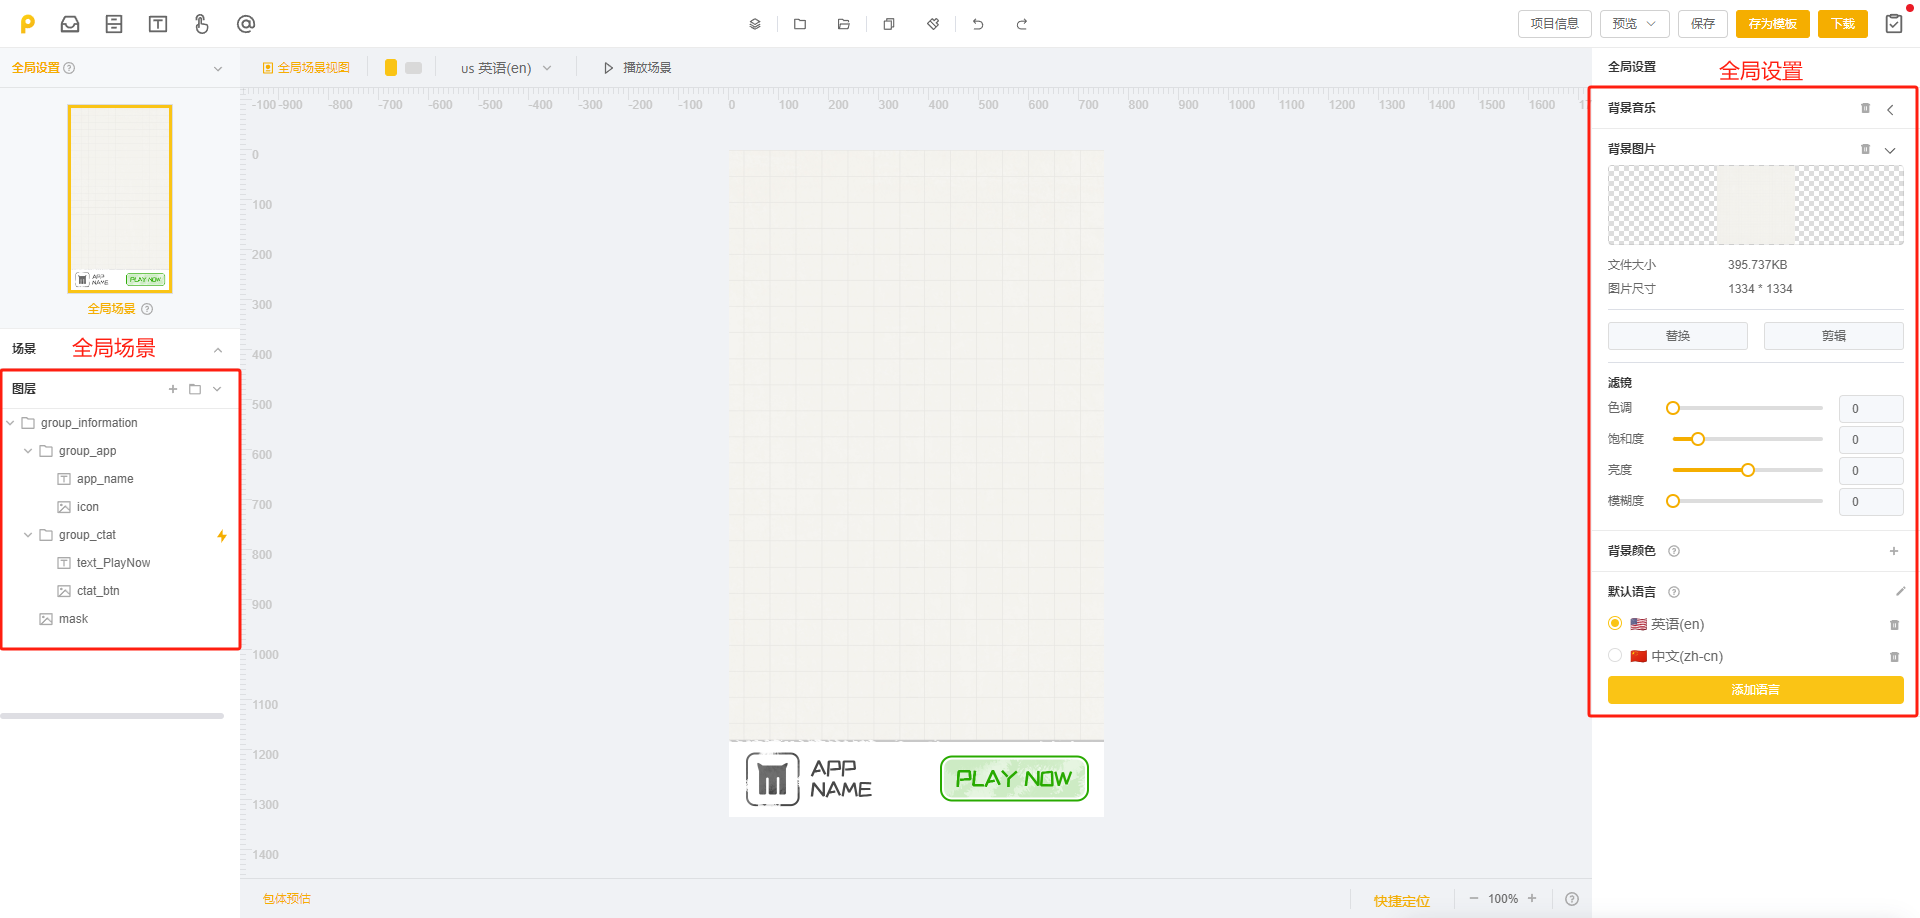 项目信息
预览
保存
存为模板
下载
全局设置
全局场景视图
us 英语(en)
播放场景
全局设置
全局设置
-100 -900 -800 -700 -600 -500 -400 -300 -200 -100 0 100 200 300 400 500 600 700 800 900 1000 1100 1200 1300 1400 1500 1600
APP NAME
PLAY NOW
全局场景
场景
全局场景
图层
group_information
group_app
app_name
icon
group_ctat
text_PlayNow
ctat_btn
mask
0
100
200
300
400
500
600
700
800
900
1000
1100
1200
1300
1400
APP
NAME
PLAY NOW
包体预估
快捷定位
100%
背景音乐
背景图片
文件大小 395.737KB
图片尺寸 1334 * 1334
替换
剪辑
滤镜
色调 0
饱和度 0
亮度 0
模糊度 0
背景颜色
默认语言
英语(en)
中文(zh-cn)
添加语言